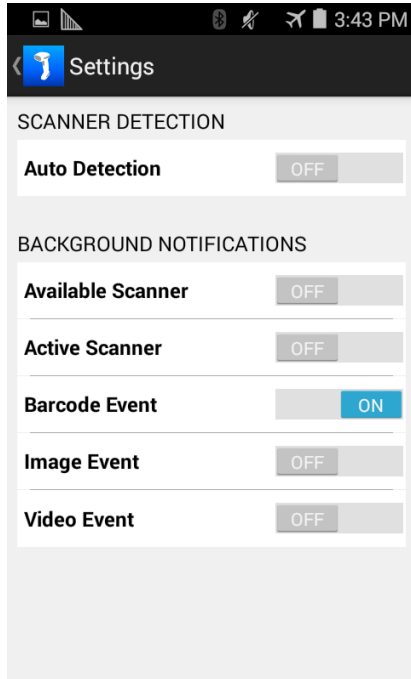 3:43 PM
Settings
SCANNER DETECTION
Auto Detection OFF
BACKGROUND NOTIFICATIONS
Available Scanner OFF
Active Scanner OFF
Barcode Event ON
Image Event OFF
Video Event OFF